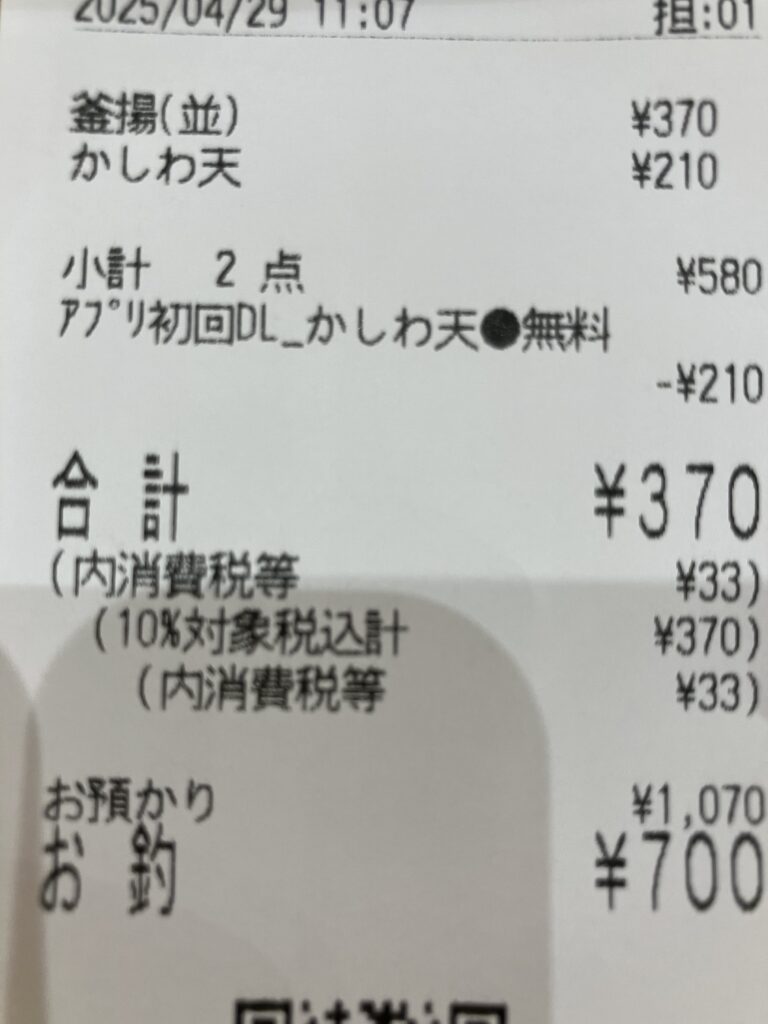 2025/04/29 11:07 担:01
釜揚(並) ¥370
かしわ天 ¥210
小計 2 点 ¥580
ｱﾌﾟﾘ初回DL_かしわ天●無料
-¥210
合 計 ¥370
(内消費税等 ¥33)
(10%対象税込計 ¥370)
(内消費税等 ¥33)
お預かり ¥1,070
お 釣 ¥700